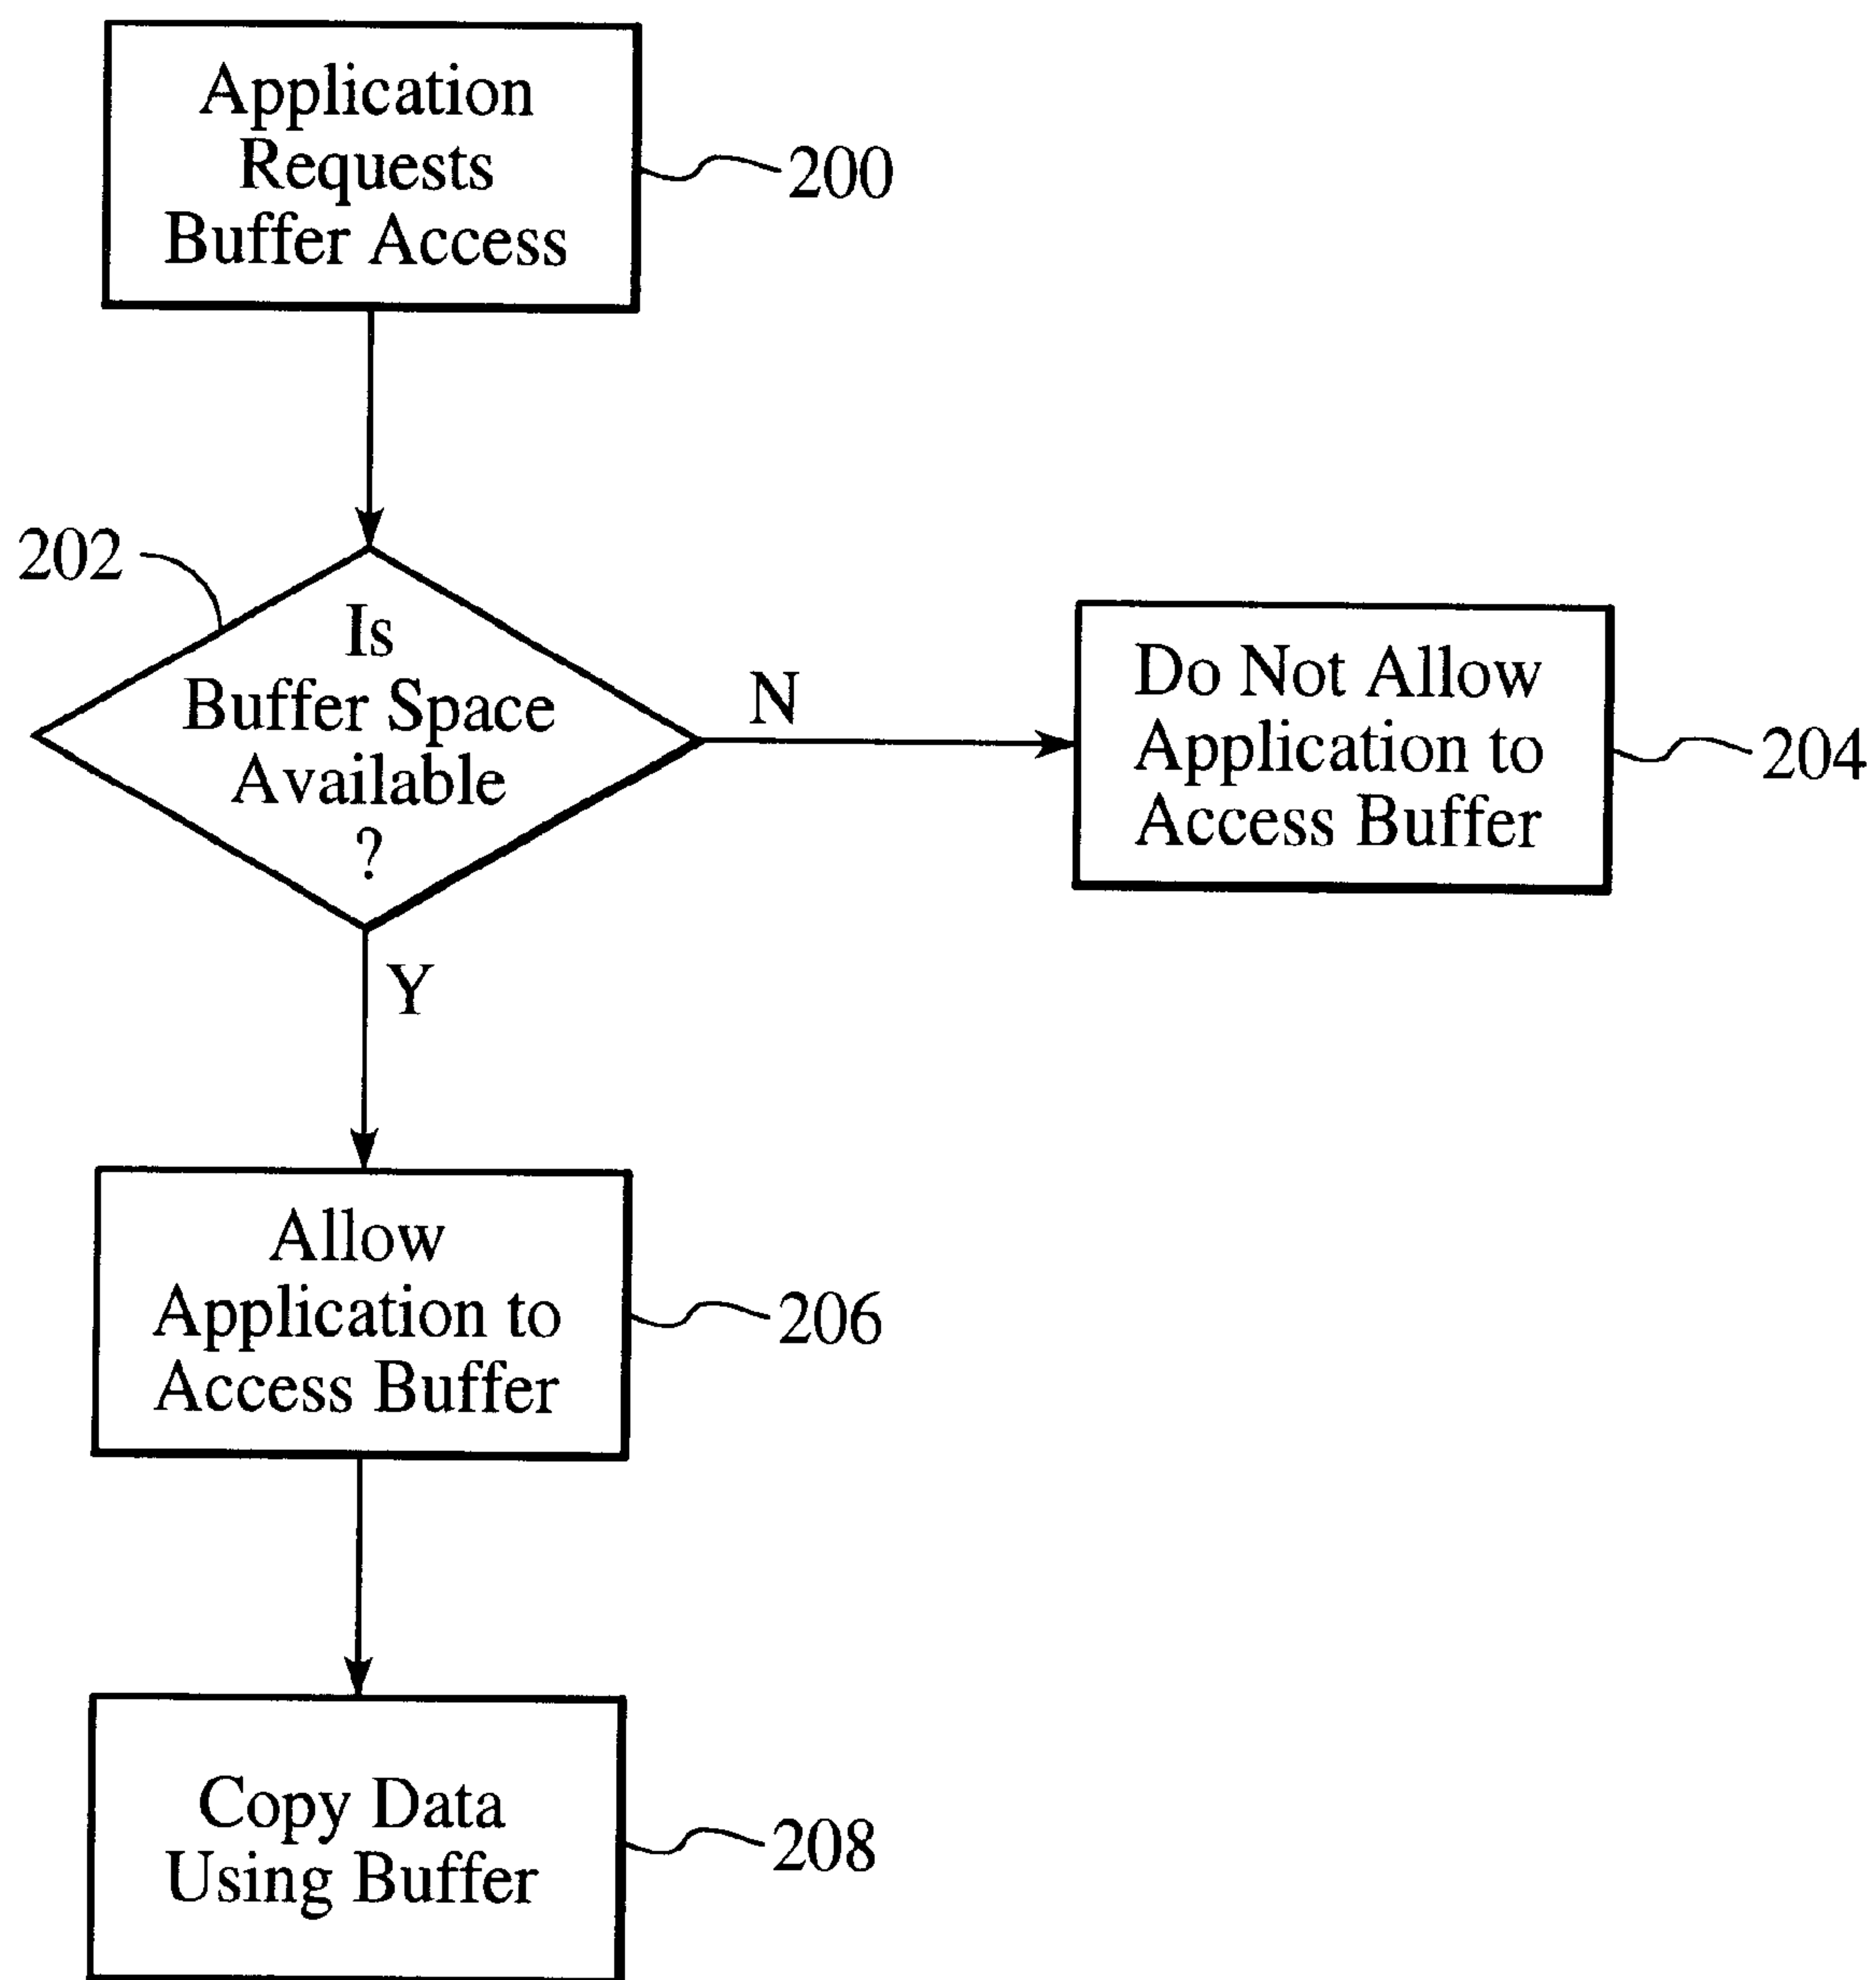 Application
Requests
Buffer Access
200
202
Is
Buffer Space
Available
?
N
Do Not Allow
Application to
Access Buffer
204
Y
Allow
Application to
Access Buffer
206
Copy Data
Using Buffer
208